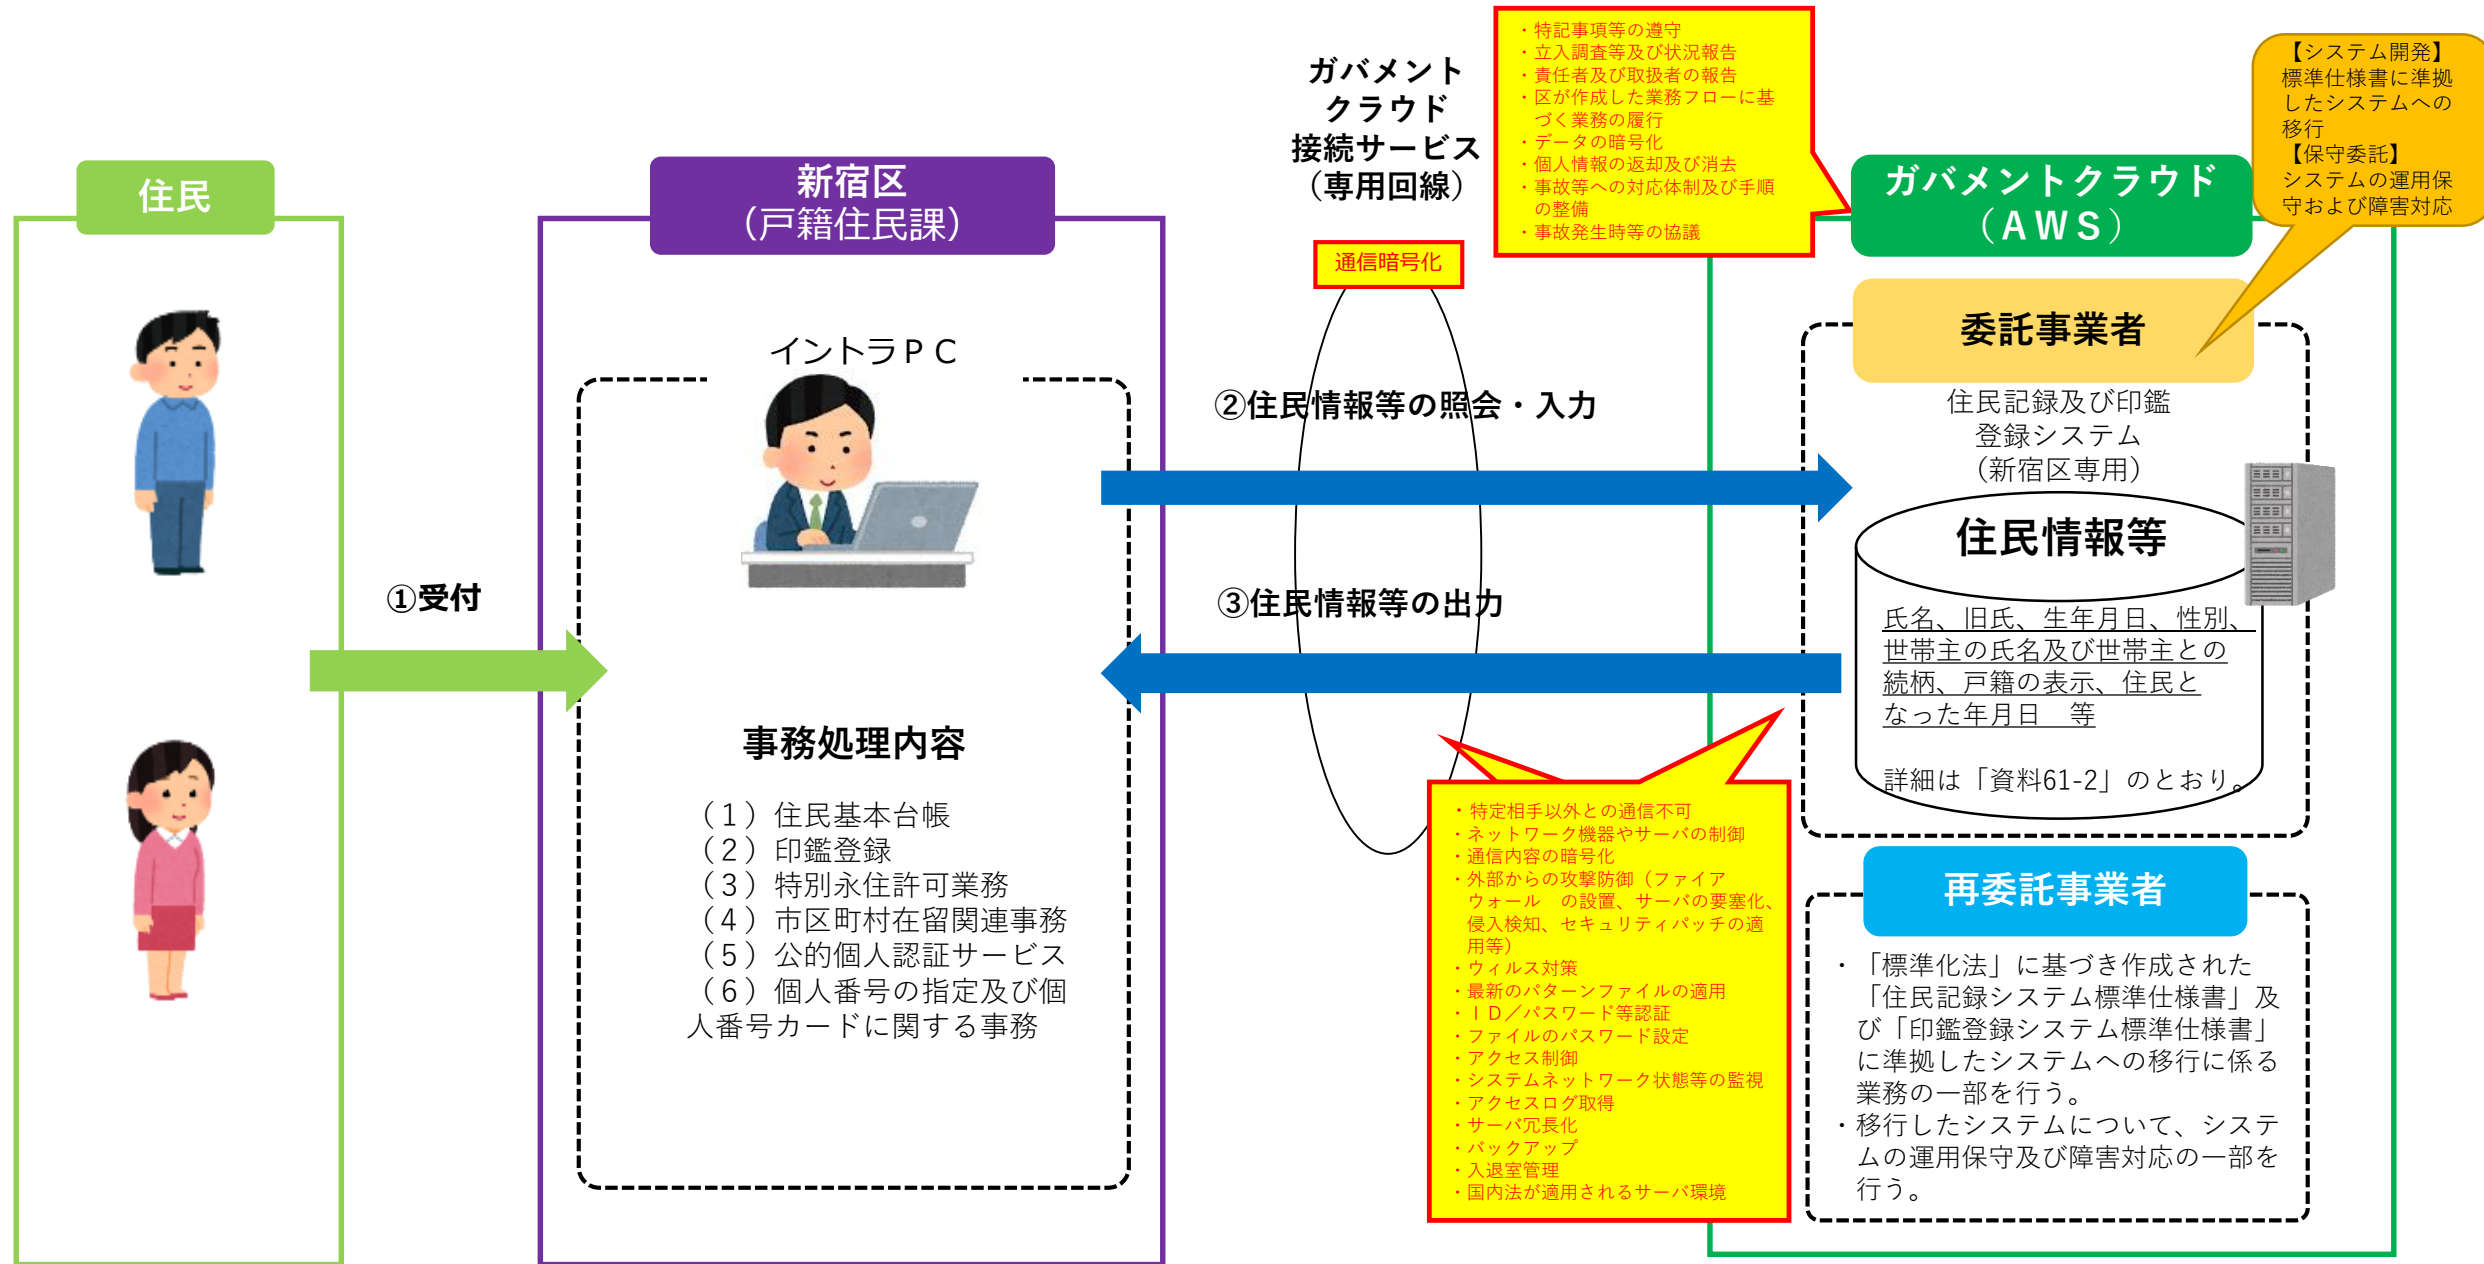 住民
①受付
新宿区
（戸籍住民課）
イントラＰＣ
事務処理内容
（１）住民基本台帳
（２）印鑑登録
（３）特別永住許可業務
（４）市区町村在留関連事務
（５）公的個人認証サービス
（６）個人番号の指定及び個
人番号カードに関する事務
ガバメント
クラウド
接続サービス
（専用回線）
通信暗号化
②住民情報等の照会・入力
③住民情報等の出力
・特記事項等の遵守
・立入調査等及び状況報告
・責任者及び取扱者の報告
・区が作成した業務フローに基
づく業務の履行
・データの暗号化
・個人情報の返却及び消去
・事故等への対応体制及び手順
の整備
・事故発生時等の協議
・特定相手以外との通信不可
・ネットワーク機器やサーバの制御
・通信内容の暗号化
・外部からの攻撃防御（ファイア
ウォール　の設置、サーバの要塞化、
侵入検知、セキュリティパッチの適
用等）
・ウィルス対策
・最新のパターンファイルの適用
・ＩＤ／パスワード等認証
・ファイルのパスワード設定
・アクセス制御
・システムネットワーク状態等の監視
・アクセスログ取得
・サーバ冗長化
・バックアップ
・入退室管理
・国内法が適用されるサーバ環境
ガバメントクラウド
（ＡＷＳ）
【システム開発】
標準仕様書に準拠
したシステムへの
移行
【保守委託】
システムの運用保
守および障害対応
委託事業者
住民記録及び印鑑
登録システム
（新宿区専用）
住民情報等
氏名、旧氏、生年月日、性別、
世帯主の氏名及び世帯主との
続柄、戸籍の表示、住民と
なった年月日　等
詳細は「資料61-2」のとおり。
再委託事業者
・「標準化法」に基づき作成された
「住民記録システム標準仕様書」及
び「印鑑登録システム標準仕様書」
に準拠したシステムへの移行に係る
業務の一部を行う。
・移行したシステムについて、システ
ムの運用保守及び障害対応の一部を
行う。